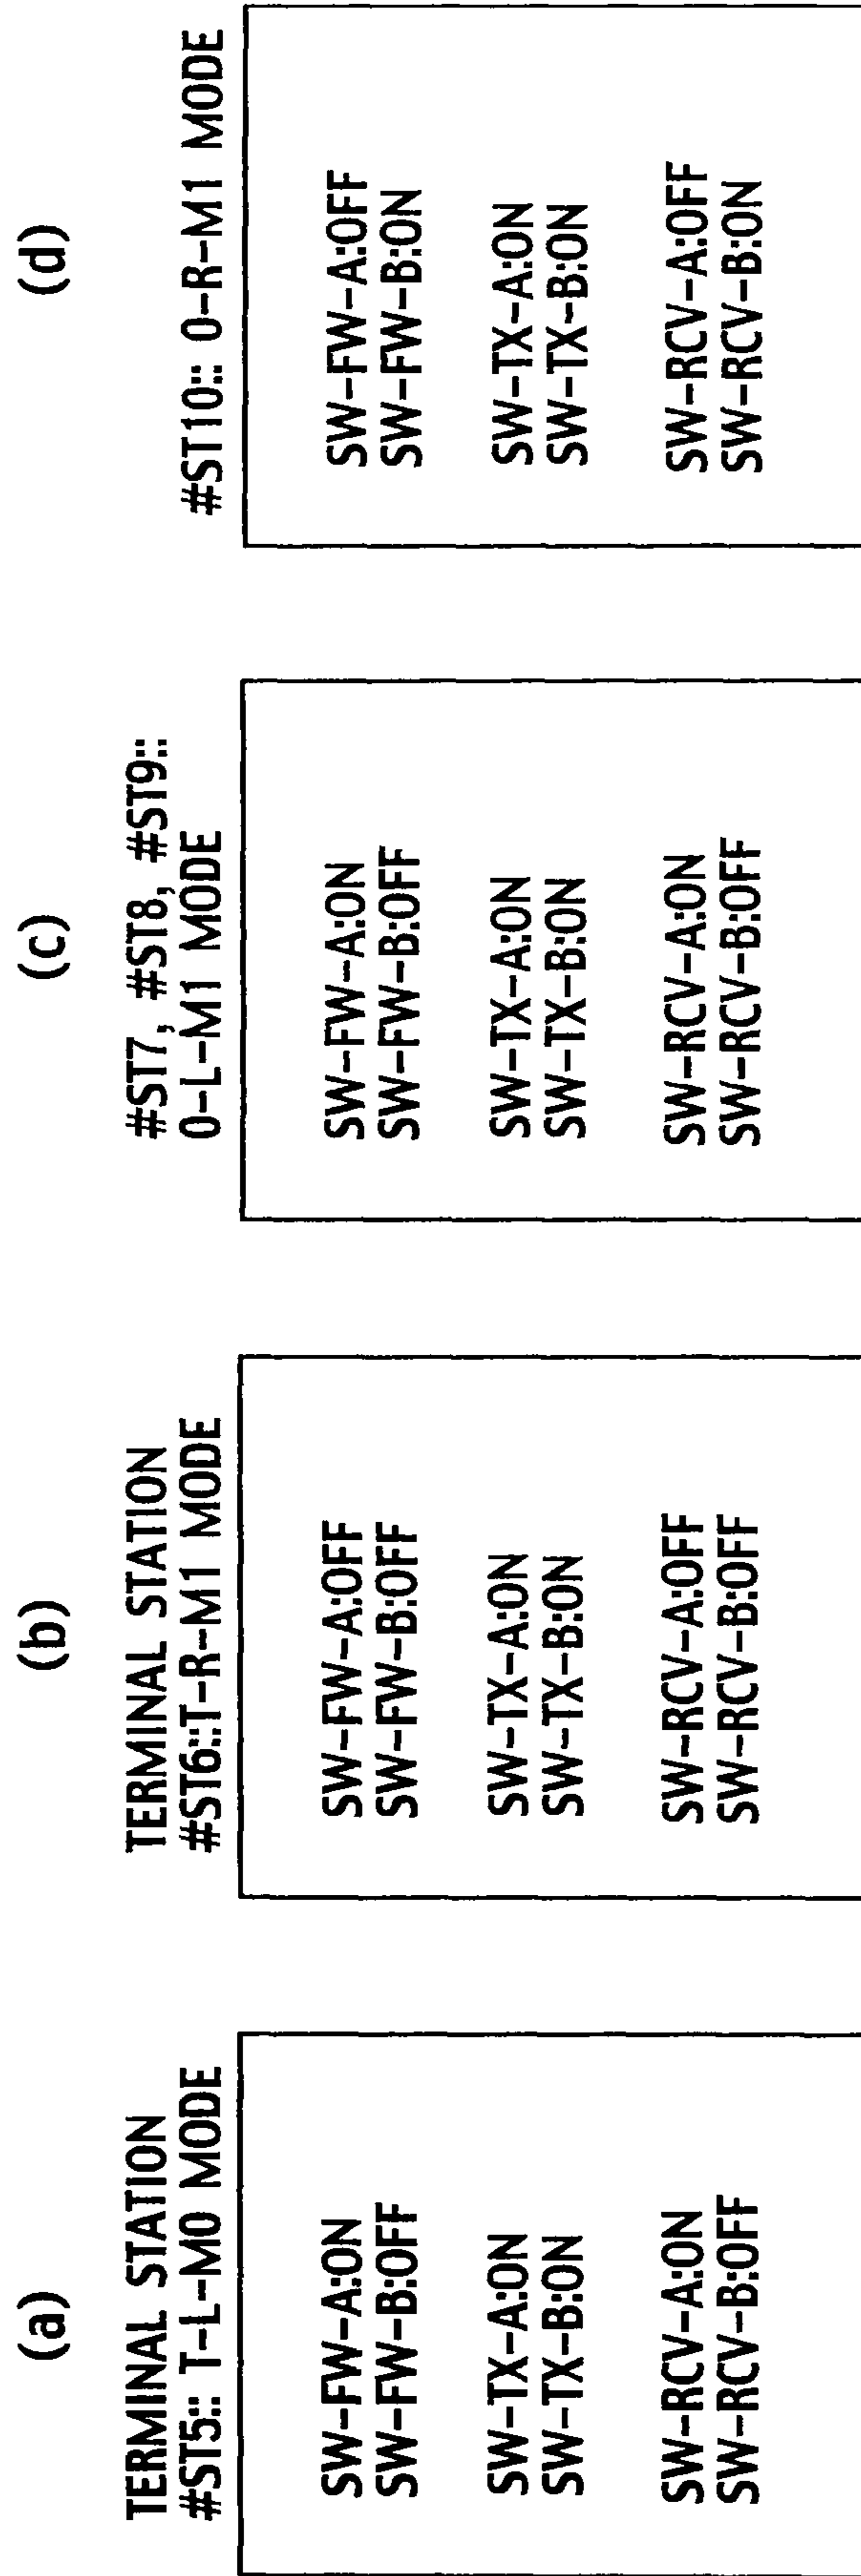 (a)
TERMINAL STATION
#ST5:: T-L-M0 MODE
SW-FW-A:ON
SW-FW-B:OFF
SW-TX-A:ON
SW-TX-B:ON
SW-RCV-A:ON
SW-RCV-B:OFF
(b)
TERMINAL STATION
#ST6::T-R-M1 MODE
SW-FW-A:OFF
SW-FW-B:OFF
SW-TX-A:ON
SW-TX-B:ON
SW-RCV-A:OFF
SW-RCV-B:OFF
(c)
#ST7, #ST8, #ST9::
0-L-M1 MODE
SW-FW-A:ON
SW-FW-B:OFF
SW-TX-A:ON
SW-TX-B:ON
SW-RCV-A:ON
SW-RCV-B:OFF
(d)
#ST10:: 0-R-M1 MODE
SW-FW-A:OFF
SW-FW-B:ON
SW-TX-A:ON
SW-TX-B:ON
SW-RCV-A:OFF
SW-RCV-B:ON